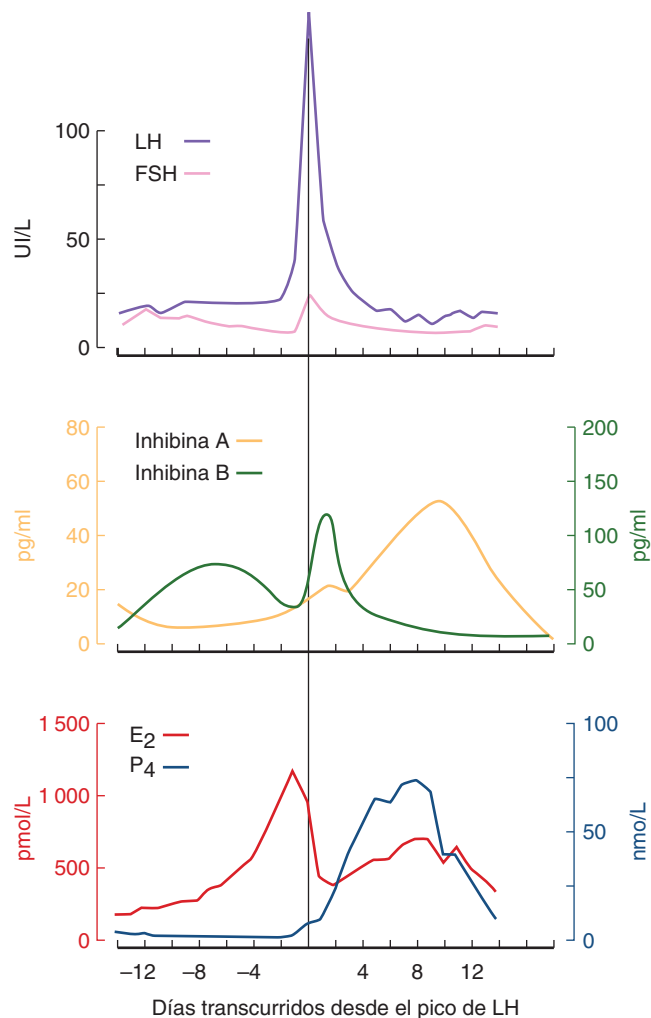 100
50
0
UI/L
LH
FSH
80
60
40
20
0
pg/ml
Inhibina A
Inhibina B
200
150
100
50
0
pg/ml
1 500
1 000
500
0
pmol/L
E2
P4
100
50
0
nmo/L
–12 –8 –4 4 8 12
Días transcurridos desde el pico de LH